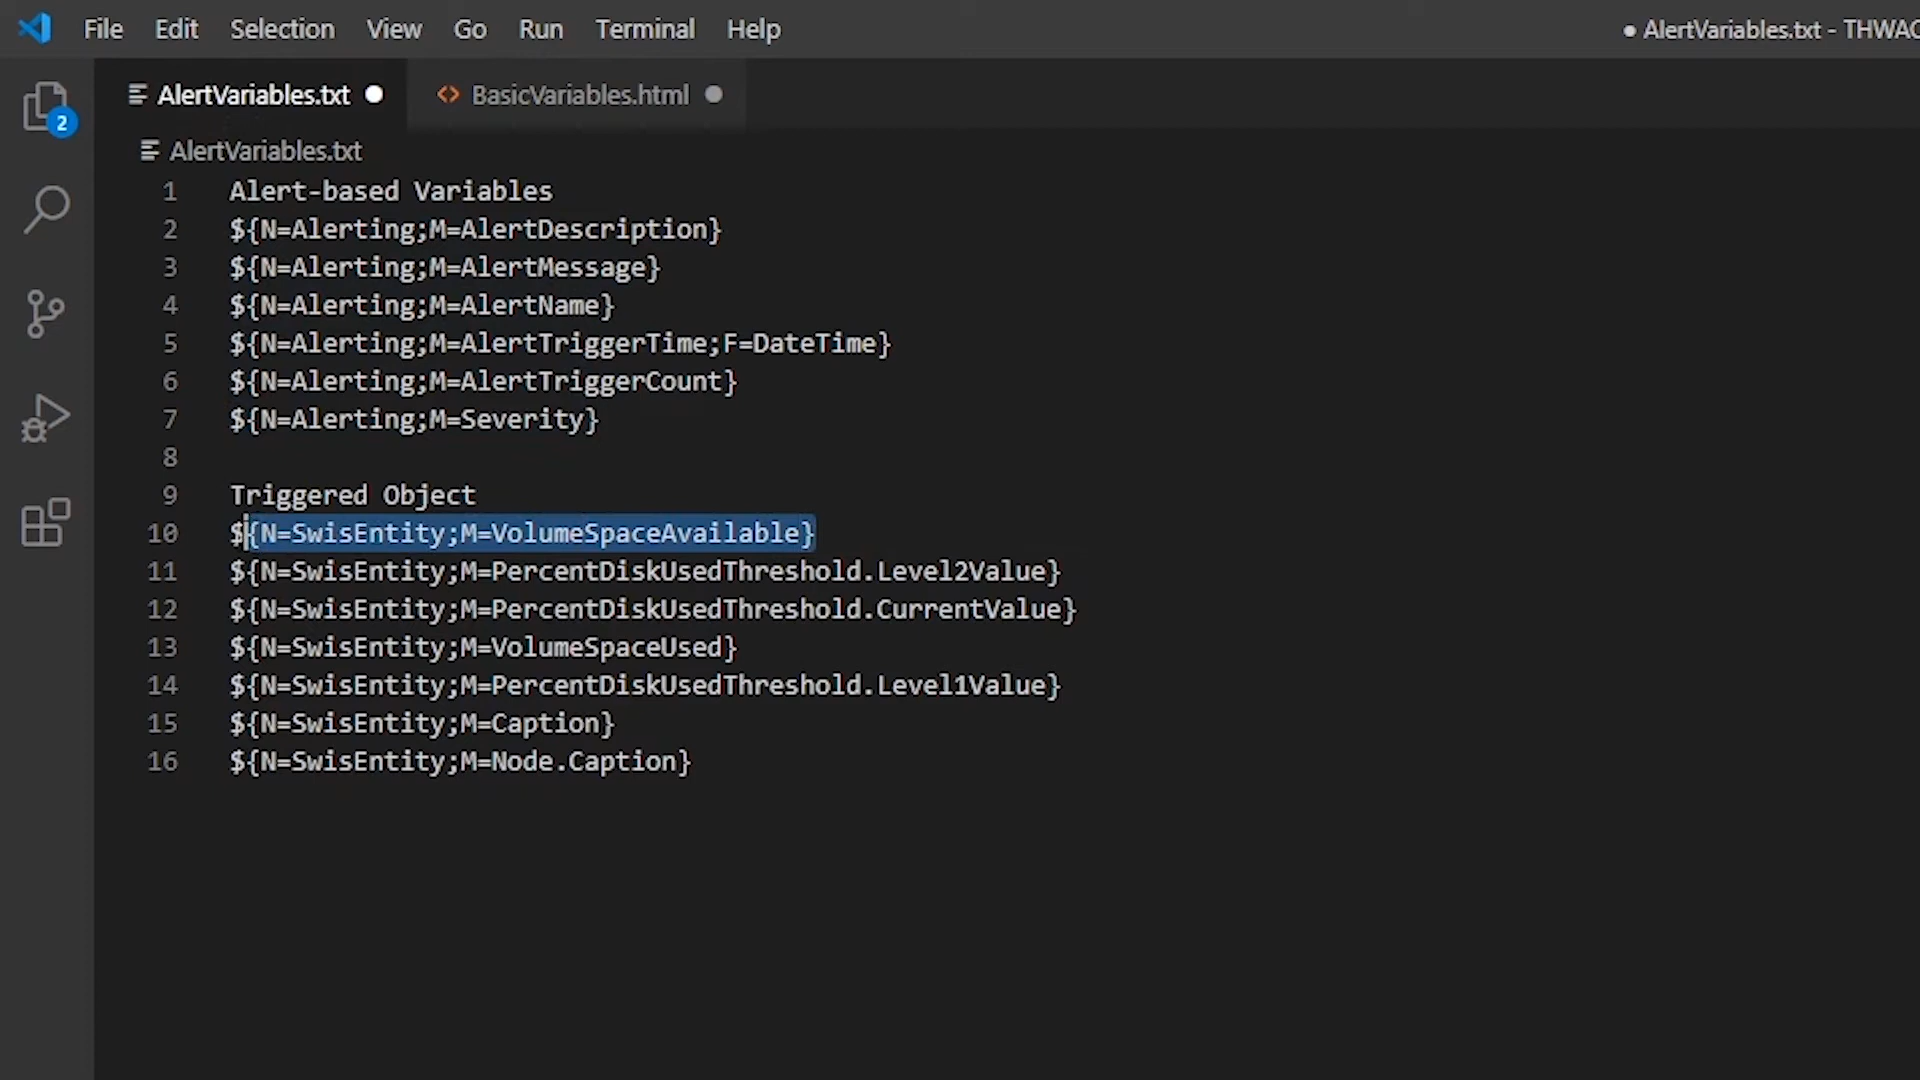 File Edit Selection View Go Run Terminal Help
● AlertVariables.txt - THWAC
AlertVariables.txt
BasicVariables.html
2
AlertVariables.txt
1 Alert-based Variables
2 ${N=Alerting;M=AlertDescription}
3 ${N=Alerting;M=AlertMessage}
4 ${N=Alerting;M=AlertName}
5 ${N=Alerting;M=AlertTriggerTime;F=DateTime}
6 ${N=Alerting;M=AlertTriggerCount}
7 ${N=Alerting;M=Severity}
8
9 Triggered Object
10 ${N=SwisEntity;M=VolumeSpaceAvailable}
11 ${N=SwisEntity;M=PercentDiskUsedThreshold.Level2Value}
12 ${N=SwisEntity;M=PercentDiskUsedThreshold.CurrentValue}
13 ${N=SwisEntity;M=VolumeSpaceUsed}
14 ${N=SwisEntity;M=PercentDiskUsedThreshold.Level1Value}
15 ${N=SwisEntity;M=Caption}
16 ${N=SwisEntity;M=Node.Caption}